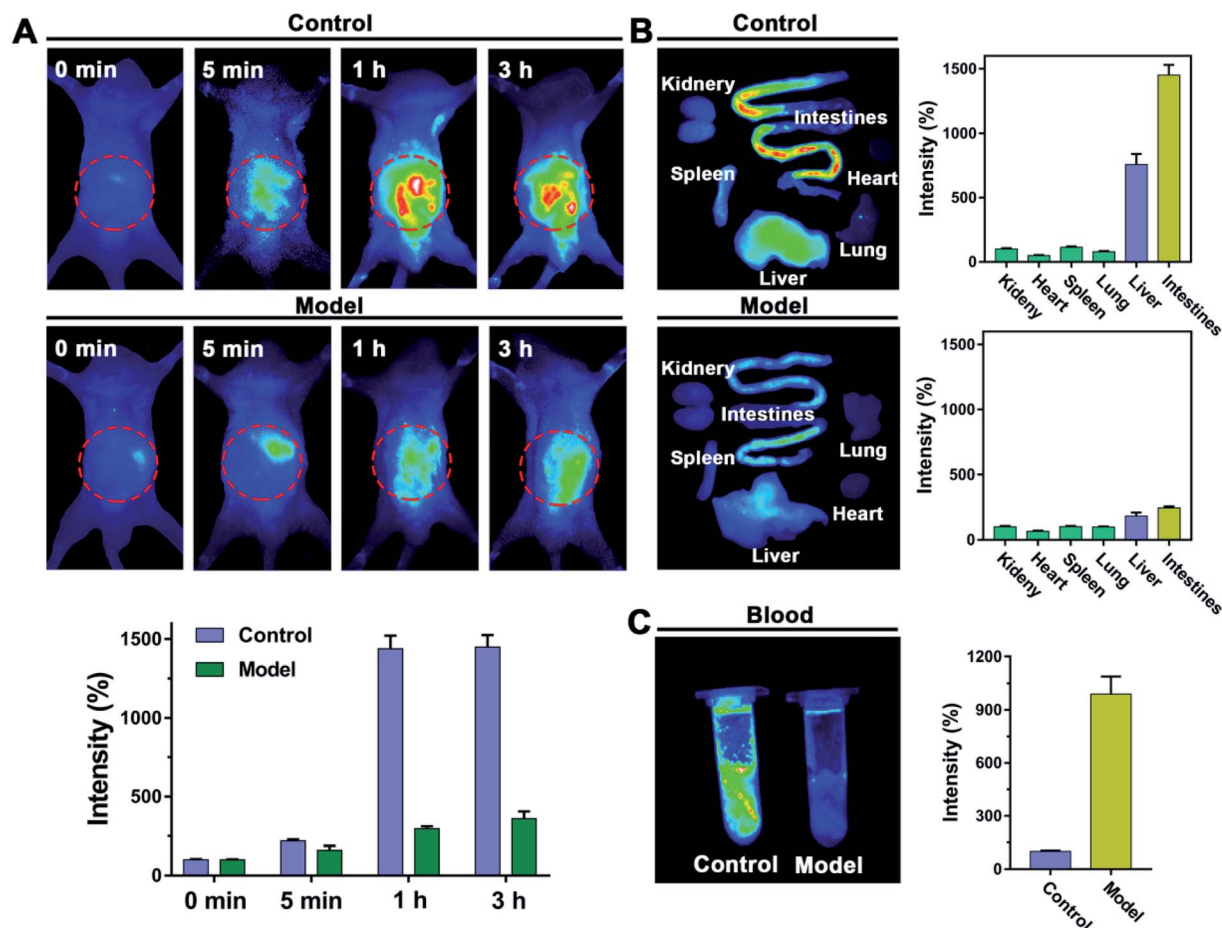 A
Control
0 min
5 min
1 h
3 h
Model
0 min
5 min
1 h
3 h
Intensity (%)
1500
1000
500
0
Control
Model
0 min
5 min
1 h
3 h
B
Control
Kidnery
Intestines
Spleen
Heart
Lung
Liver
Intensity (%)
1500
1000
500
0
Kideny
Heart
Spleen
Lung
Liver
Intestines
Model
Kidnery
Intestines
Lung
Spleen
Heart
Liver
Intensity (%)
1500
1000
500
0
Kideny
Heart
Spleen
Lung
Liver
Intestines
C
Blood
Control
Model
Intensity (%)
1200
900
600
300
0
Control
Model